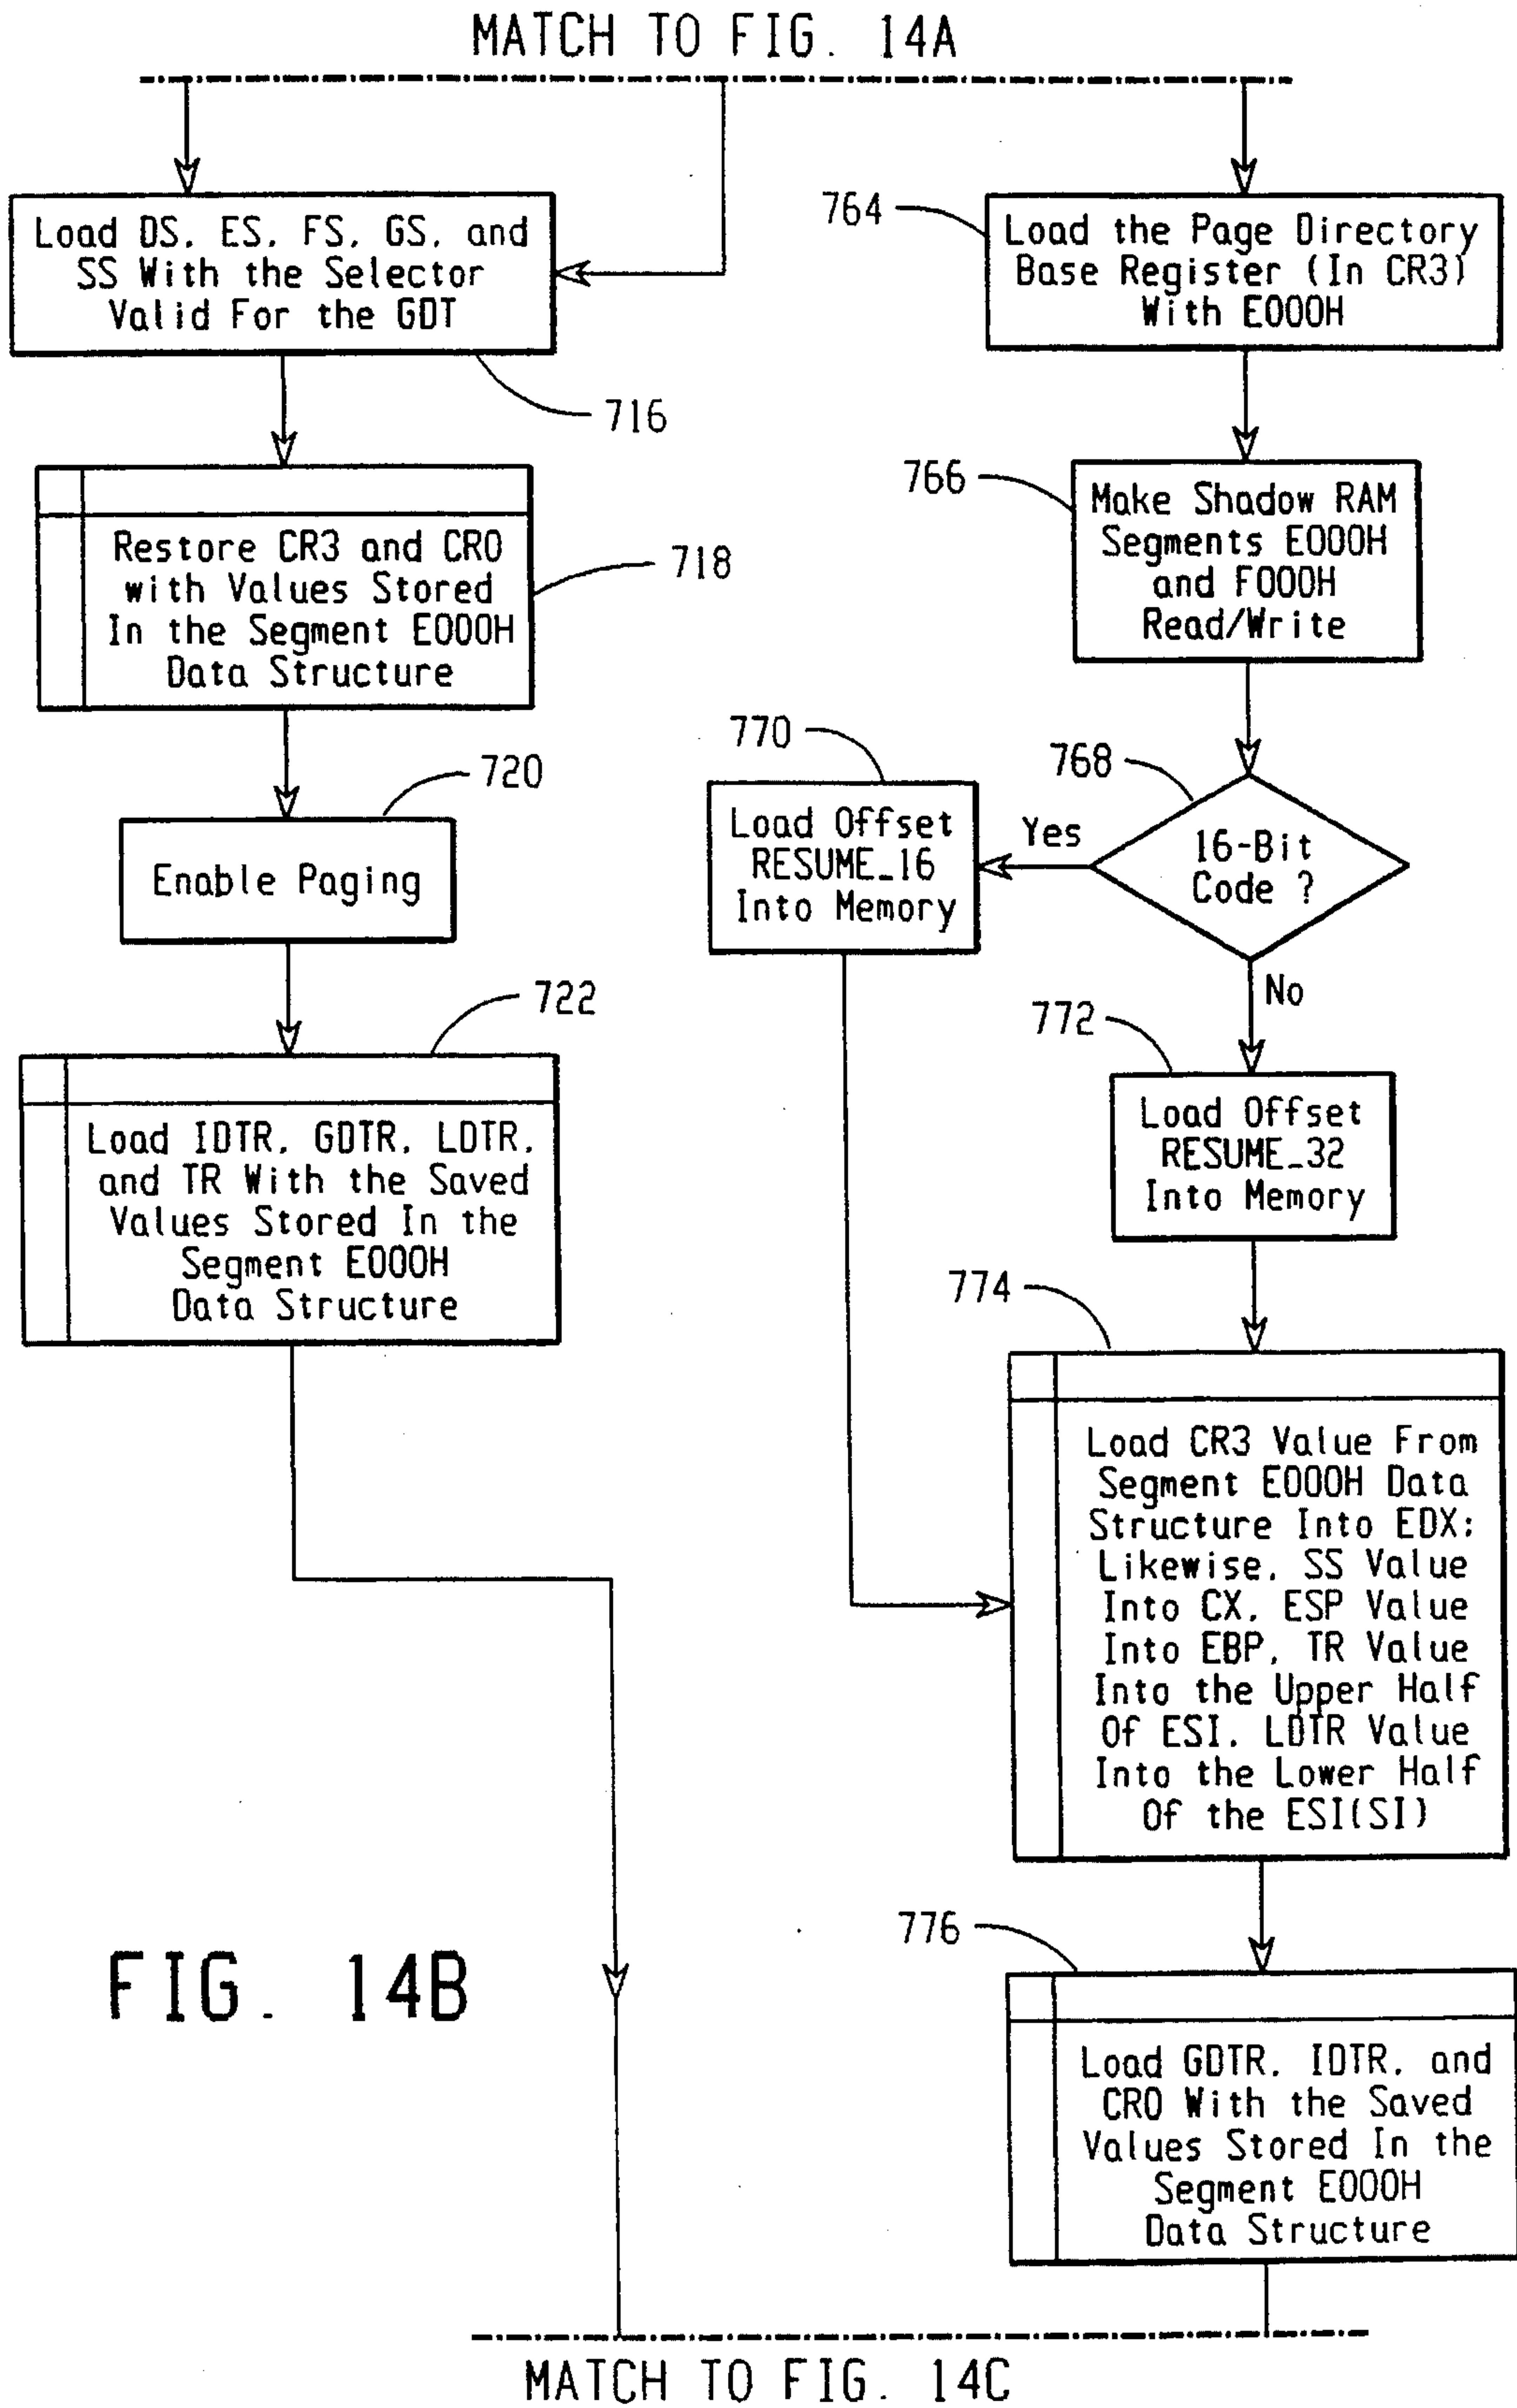 MATCH TO FIG. 14A
Load DS, ES, FS, GS, and
SS With the Selector
Valid For the GDT
716
Restore CR3 and CR0
with Values Stored
In the Segment E000H
Data Structure
718
720
Enable Paging
722
Load IDTR, GDTR, LDTR,
and TR With the Saved
Values Stored In the
Segment E000H
Data Structure
764
Load the Page Directory
Base Register (In CR3)
With E000H
766
Make Shadow RAM
Segments E000H
and F000H
Read/Write
768
16-Bit
Code ?
Yes
770
Load Offset
RESUME_16
Into Memory
No
772
Load Offset
RESUME_32
Into Memory
774
Load CR3 Value From
Segment E000H Data
Structure Into EDX;
Likewise, SS Value
Into CX, ESP Value
Into EBP, TR Value
Into the Upper Half
Of ESI, LDTR Value
Into the Lower Half
Of the ESI(SI)
776
Load GDTR, IDTR, and
CR0 With the Saved
Values Stored In the
Segment E000H
Data Structure
FIG. 14B
MATCH TO FIG. 14C